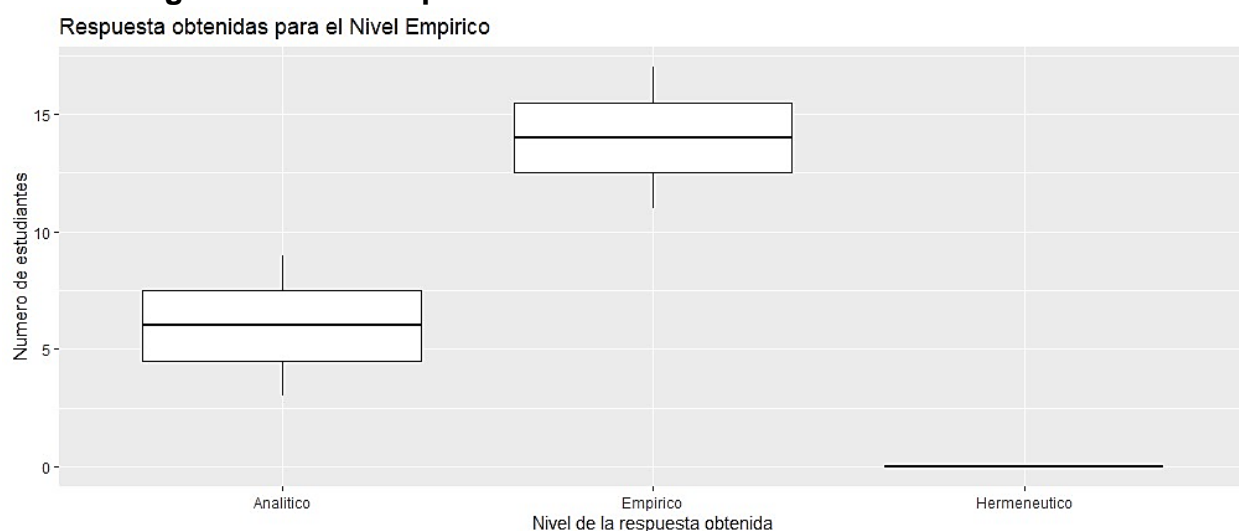 Respuesta obtenidas para el Nivel Empirico
Numero de estudiantes
15
10
5
0
Analitico
Empirico
Hermeneutico
Nivel de la respuesta obtenida